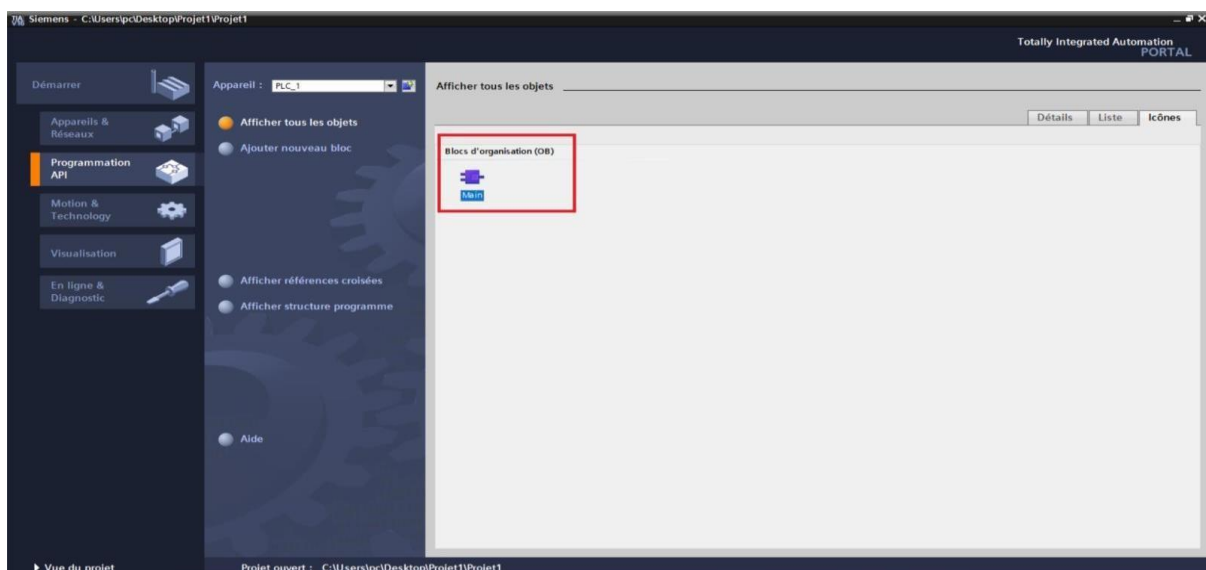 Siemens - C:\Users\pc\Desktop\Projet1\Projet1
Totally Integrated Automation
PORTAL
Démarrer
Appareils &
Réseaux
Programmation
API
Motion &
Technology
Visualisation
En ligne &
Diagnostic
Appareil :
PLC_1
Afficher tous les objets
Ajouter nouveau bloc
Afficher références croisées
Afficher structure programme
Aide
Afficher tous les objets
Détails
Liste
Icônes
Blocs d'organisation (OB)
Main
Vue du projet
Projet ouvert : C:\Users\pc\Desktop\Projet1\Projet1